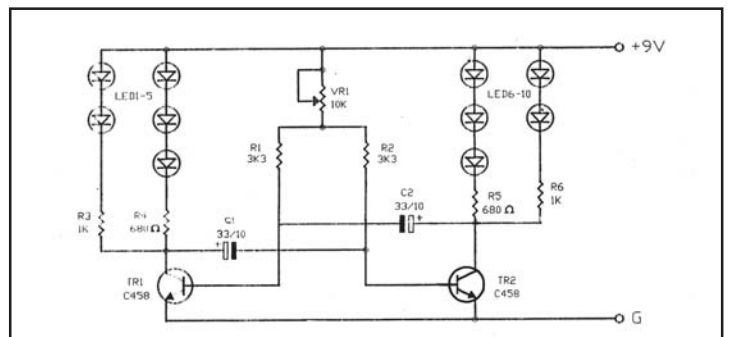 +9V
LED1-5
LED6-10
VR1
10K
R1
3K3
R2
3K3
R3
1K
R4
680Ω
C1
33/10
+
C2
33/10
+
R5
680Ω
R6
1K
TR1
C458
TR2
C458
G